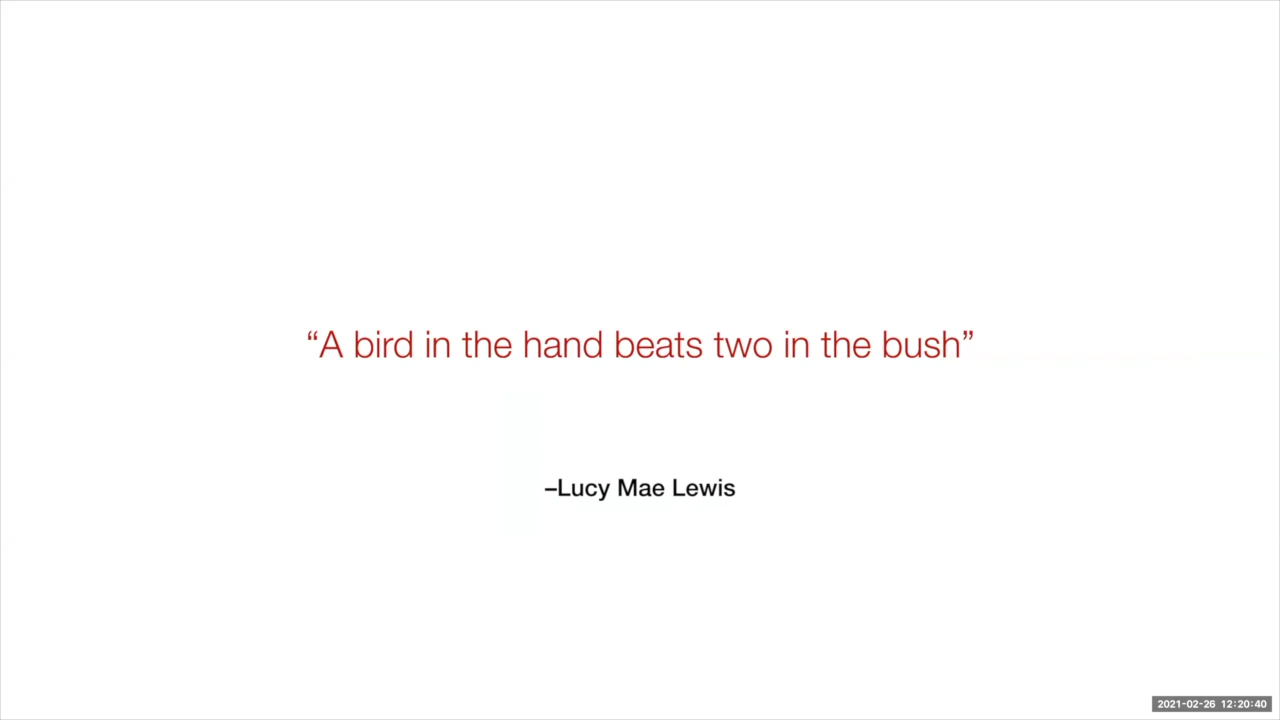 “A bird in the hand beats two in the bush”
–Lucy Mae Lewis
2021-02-26 12:20:40